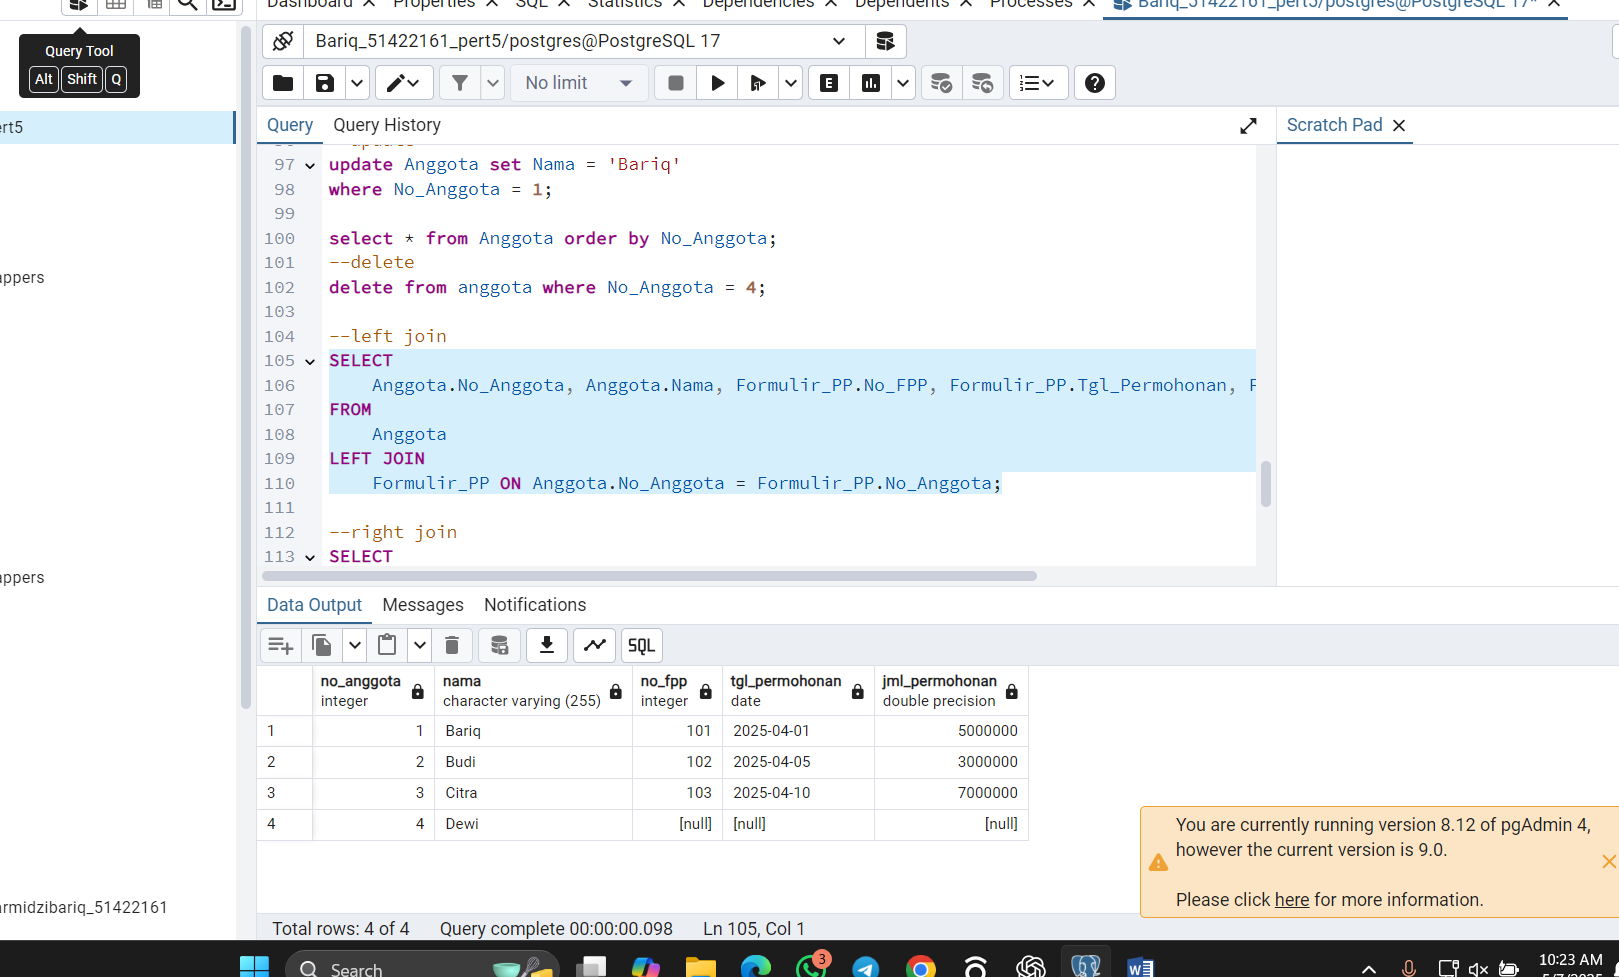 Dashboard
Properties
SQL
Statistics
Dependencies
Dependents
Processes
Bariq_51422161_pert5/postgres@PostgreSQL 17*
Query Tool
Alt Shift Q
Bariq_51422161_pert5/postgres@PostgreSQL 17
No limit
E
ert5
appers
appers
armidzibariq_51422161
Query
Query History
Scratch Pad
97 update Anggota set Nama = 'Bariq'
98 where No_Anggota = 1;
99
100 select * from Anggota order by No_Anggota;
101 --delete
102 delete from anggota where No_Anggota = 4;
103
104 --left join
105 SELECT
106 Anggota.No_Anggota, Anggota.Nama, Formulir_PP.No_FPP, Formulir_PP.Tgl_Permohonan, F
107 FROM
108 Anggota
109 LEFT JOIN
110 Formulir_PP ON Anggota.No_Anggota = Formulir_PP.No_Anggota;
111
112 --right join
113 SELECT
Data Output
Messages
Notifications
SQL
no_anggota integer
nama character varying (255)
no_fpp integer
tgl_permohonan date
jml_permohonan double precision
1 1 Bariq 101 2025-04-01 5000000
2 2 Budi 102 2025-04-05 3000000
3 3 Citra 103 2025-04-10 7000000
4 4 Dewi [null] [null] [null]
You are currently running version 8.12 of pgAdmin 4,
however the current version is 9.0.
Please click here for more information.
Total rows: 4 of 4
Query complete 00:00:00.098
Ln 105, Col 1
Search
3
W
10:23 AM